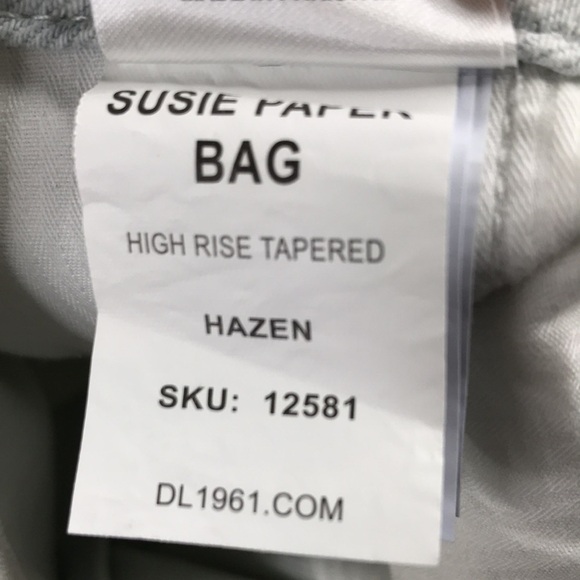 SUSIE PAPER
BAG
HIGH RISE TAPERED
HAZEN
SKU: 12581
DL1961.COM